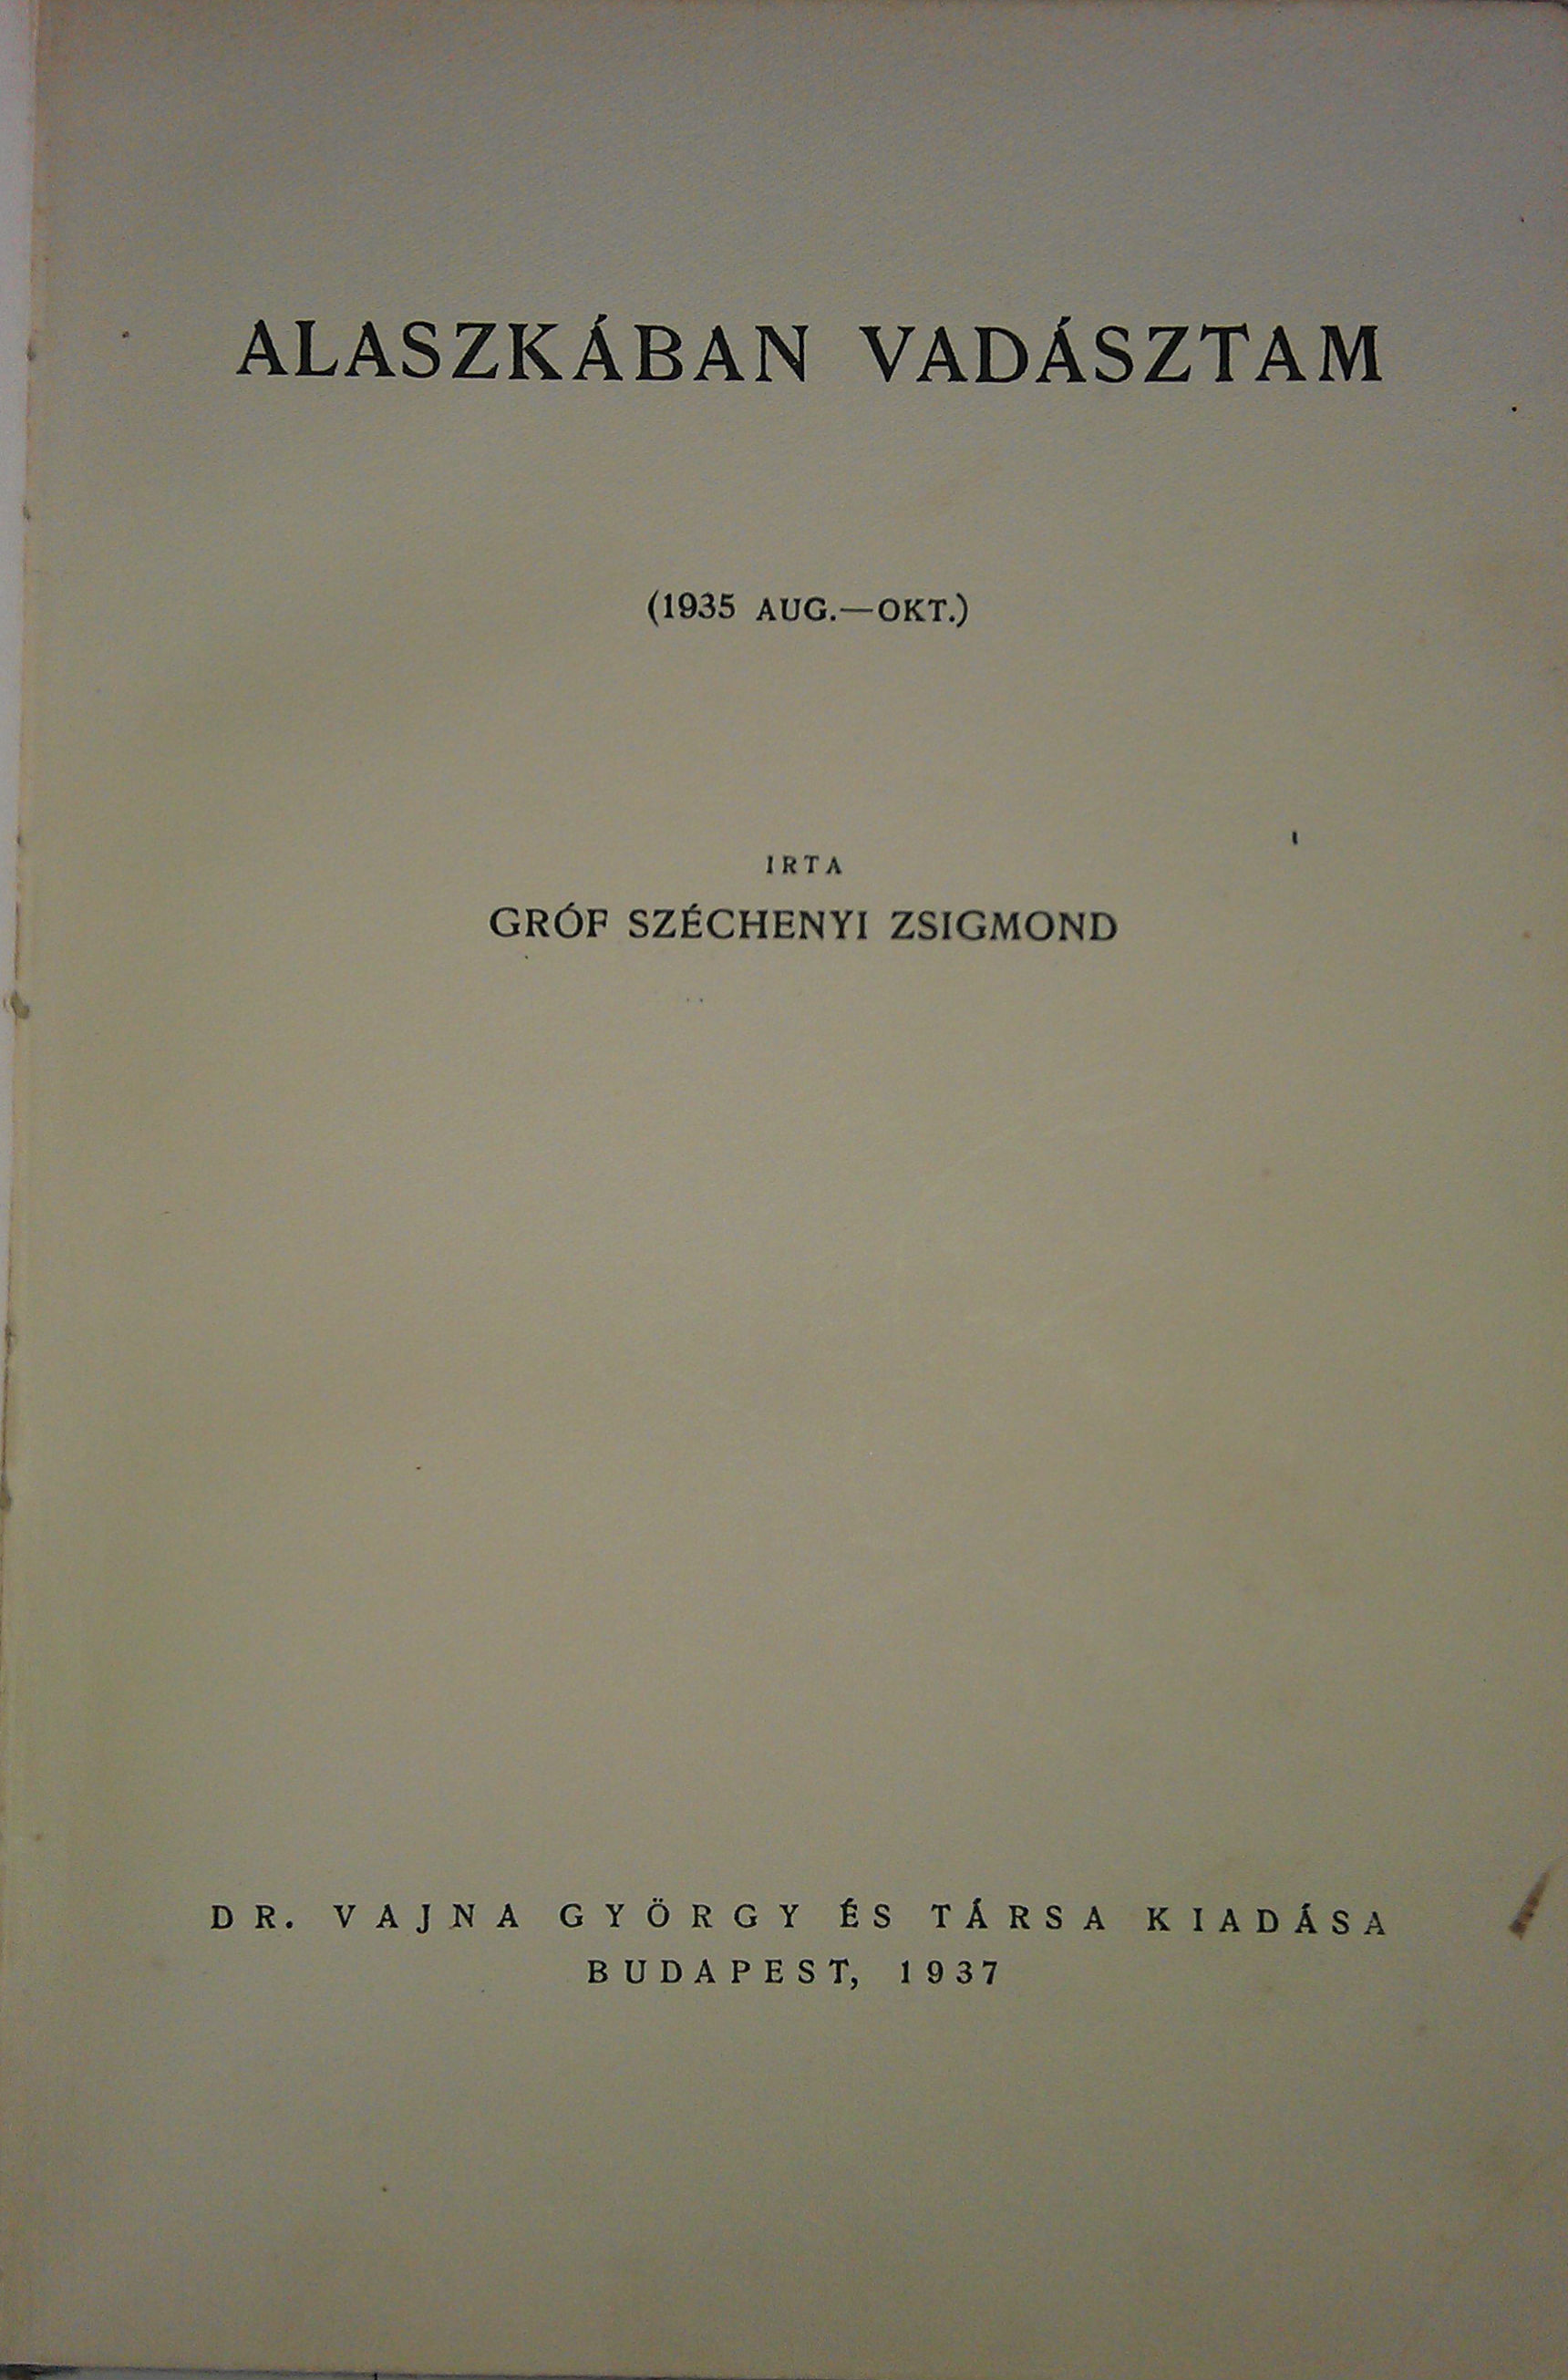 ALASZKÁBAN VADÁSZTAM
(1935 AUG.—OKT.)
IRTA
GRÓF SZÉCHENYI ZSIGMOND
DR. VAJNA GYÖRGY ÉS TÁRSA KIADÁSA
BUDAPEST, 1937